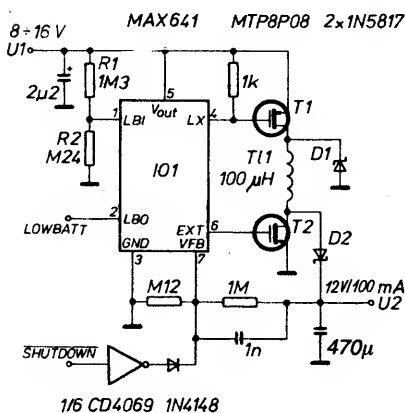 MAX641 MTP8P08 2x1N5817
8÷16 V
U1
R1
1M3
2µ2
+
1k
5
Vout
1
LBI
LX
4
T1
R2
M24
IO1
Tl1
100 µH
D1
2
LBO
LOWBATT
EXT
6
T2
D2
GND
VFB
3
7
M12
1M
12V/100 mA
U2
1n
470µ
SHUTDOWN
1/6 CD4069 1N4148